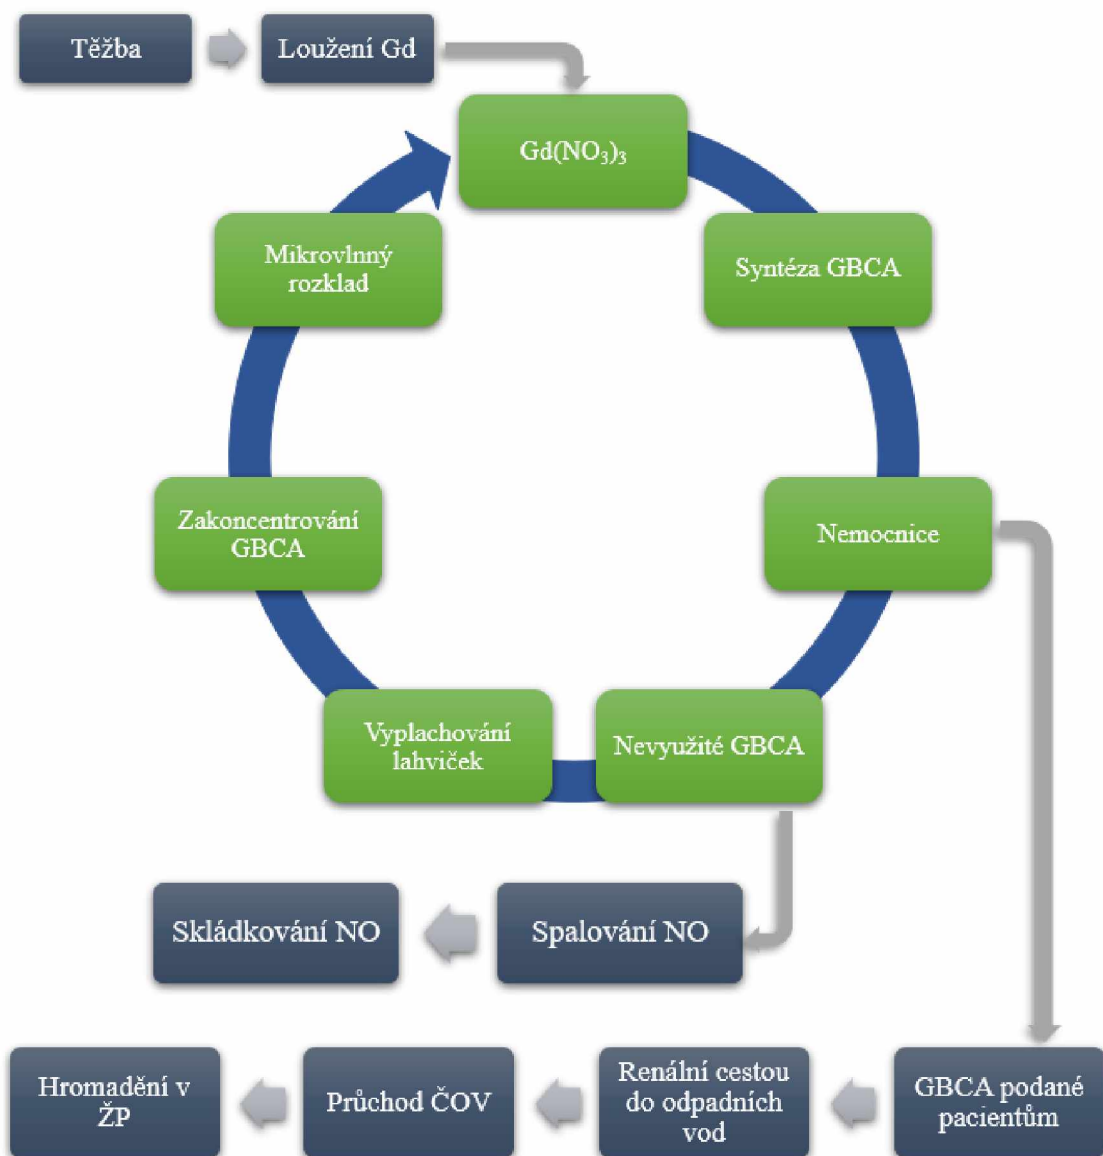 Těžba
Loužení Gd
Gd(NO₃)₃
Mikrovlnný
rozklad
Syntéza GBCA
Zakoncentrování
GBCA
Nemocnice
Vyplachování
lahviček
Nevyužité GBCA
Skládkování NO
Spalování NO
Hromadění v
ŽP
Průchod ČOV
Renální cestou
do odpadních
vod
GBCA podané
pacientům